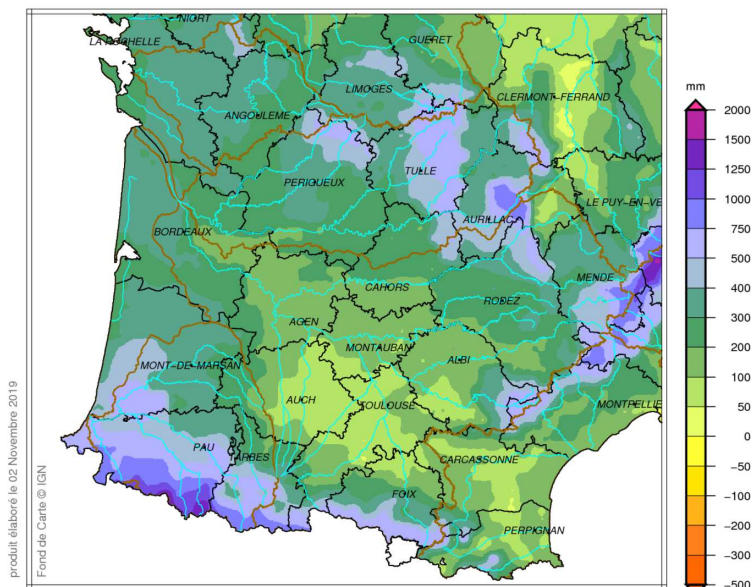 NIORT
LA ROCHELLE
GUERET
LIMOGES
CLERMONT-FERRAND
ANGOULEME
TULLE
PERIGUEUX
LE PUY-EN-VE
AURILLAC
BORDEAUX
MENDE
CAHORS
RODEZ
AGEN
MONTAUBAN
ALBI
MONT-DE-MARSAN
AUCH
TOULOUSE
MONTPELLIE
PAU
TARBES
CARCASSONNE
FOIX
PERPIGNAN
produit élaboré le 02 Novembre 2019
Fond de Carte © IGN
mm
2000
1500
1250
1000
750
500
400
300
200
100
50
0
-50
-100
-200
-300
-500